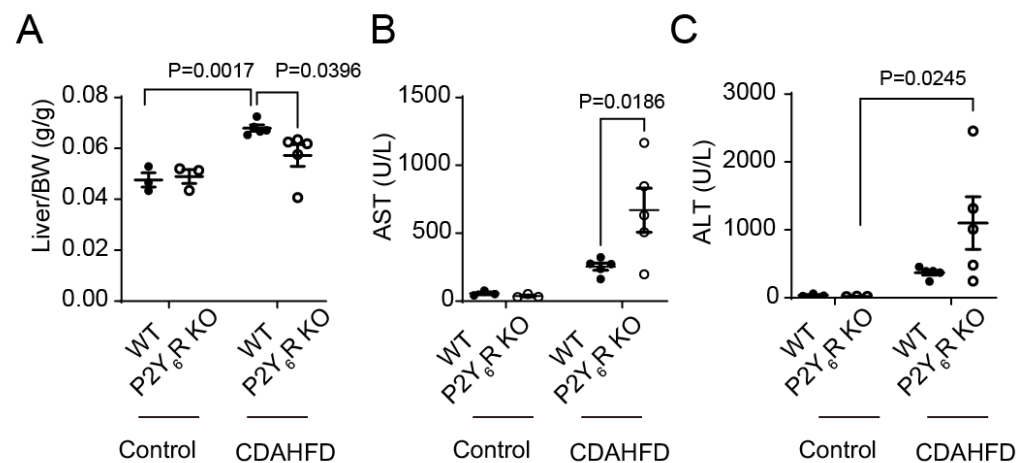 A
P=0.0017 P=0.0396
Liver/BW (g/g)
0.08
0.06
0.04
0.02
0.00
WT
P2Y6R KO
WT
P2Y6R KO
Control
CDAHFD
B
P=0.0186
AST (U/L)
1500
1000
500
0
WT
P2Y6R KO
WT
P2Y6R KO
Control
CDAHFD
C
P=0.0245
ALT (U/L)
3000
2000
1000
0
WT
P2Y6R KO
WT
P2Y6R KO
Control
CDAHFD